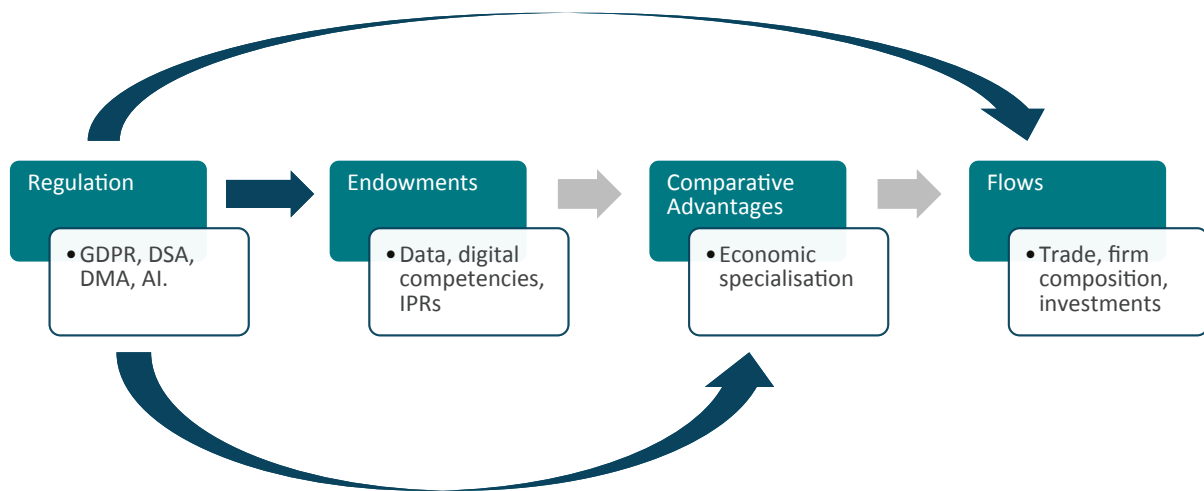 Regulation
• GDPR, DSA,
DMA, AI.
Endowments
• Data, digital
competencies,
IPRs
Comparative
Advantages
• Economic
specialisation
Flows
• Trade, firm
composition,
investments